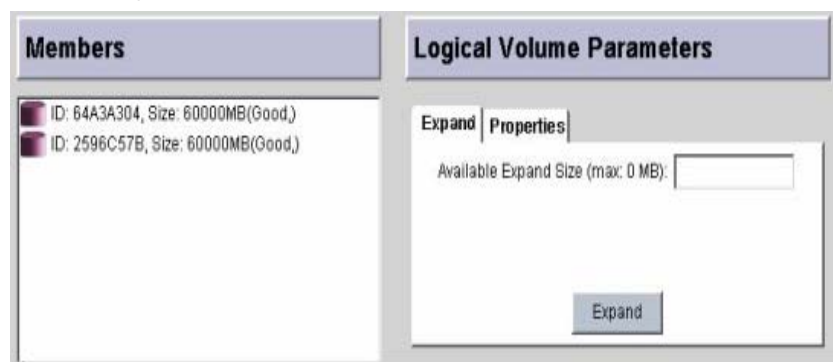 Members
ID: 64A3A304, Size: 60000MB(Good,)
ID: 2596C57B, Size: 60000MB(Good,)
Logical Volume Parameters
Expand Properties
Available Expand Size (max: 0 MB):
Expand